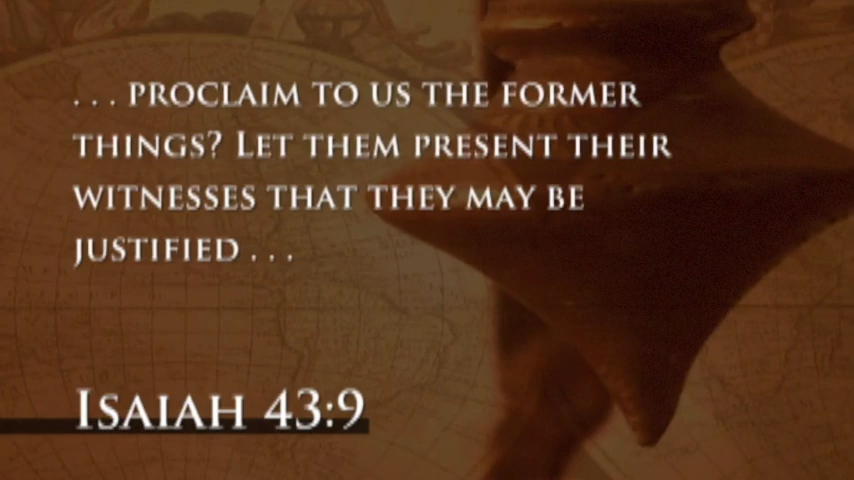 . . . PROCLAIM TO US THE FORMER
THINGS? LET THEM PRESENT THEIR
WITNESSES THAT THEY MAY BE
JUSTIFIED . . .
ISAIAH 43:9